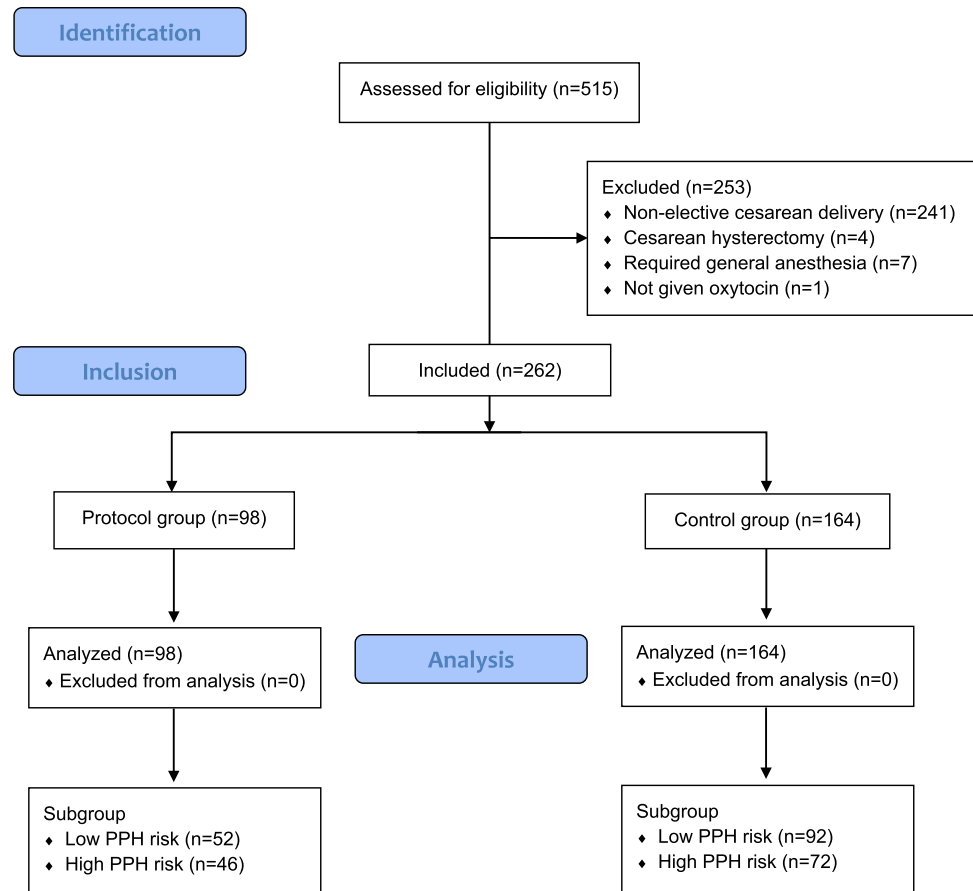 Identification
Assessed for eligibility (n=515)
Excluded (n=253)
♦ Non-elective cesarean delivery (n=241)
♦ Cesarean hysterectomy (n=4)
♦ Required general anesthesia (n=7)
♦ Not given oxytocin (n=1)
Inclusion
Included (n=262)
Protocol group (n=98)
Control group (n=164)
Analyzed (n=98)
♦ Excluded from analysis (n=0)
Analysis
Analyzed (n=164)
♦ Excluded from analysis (n=0)
Subgroup
♦ Low PPH risk (n=52)
♦ High PPH risk (n=46)
Subgroup
♦ Low PPH risk (n=92)
♦ High PPH risk (n=72)